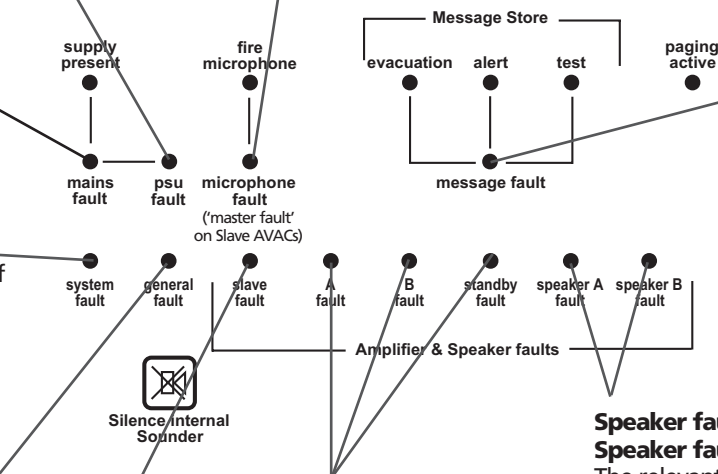 Message Store
supply
present
fire
microphone
evacuation
alert
test
paging
active
mains
fault
psu
fault
microphone
fault
('master fault'
on Slave AVACs)
message fault
f
system
fault
general
fault
slave
fault
A
fault
B
fault
standby
fault
speaker A
fault
speaker B
fault
Amplifier & Speaker faults
Silence Internal
Sounder
Speaker fau
Speaker fau
The relevant